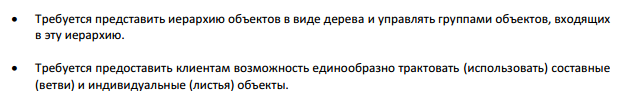 • Требуется представить иерархию объектов в виде дерева и управлять группами объектов, входящих
в эту иерархию.
• Требуется предоставить клиентам возможность единообразно трактовать (использовать) составные
(ветви) и индивидуальные (листья) объекты.